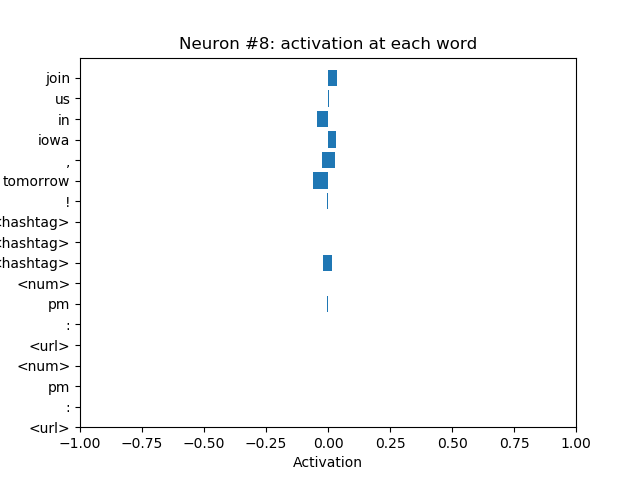 Neuron #8: activation at each word
join
us
in
iowa
,
tomorrow
!
hashtag>
hashtag>
hashtag>
<num>
pm
:
<url>
<num>
pm
:
<url>
−1.00 −0.75 −0.50 −0.25 0.00 0.25 0.50 0.75 1.00
Activation